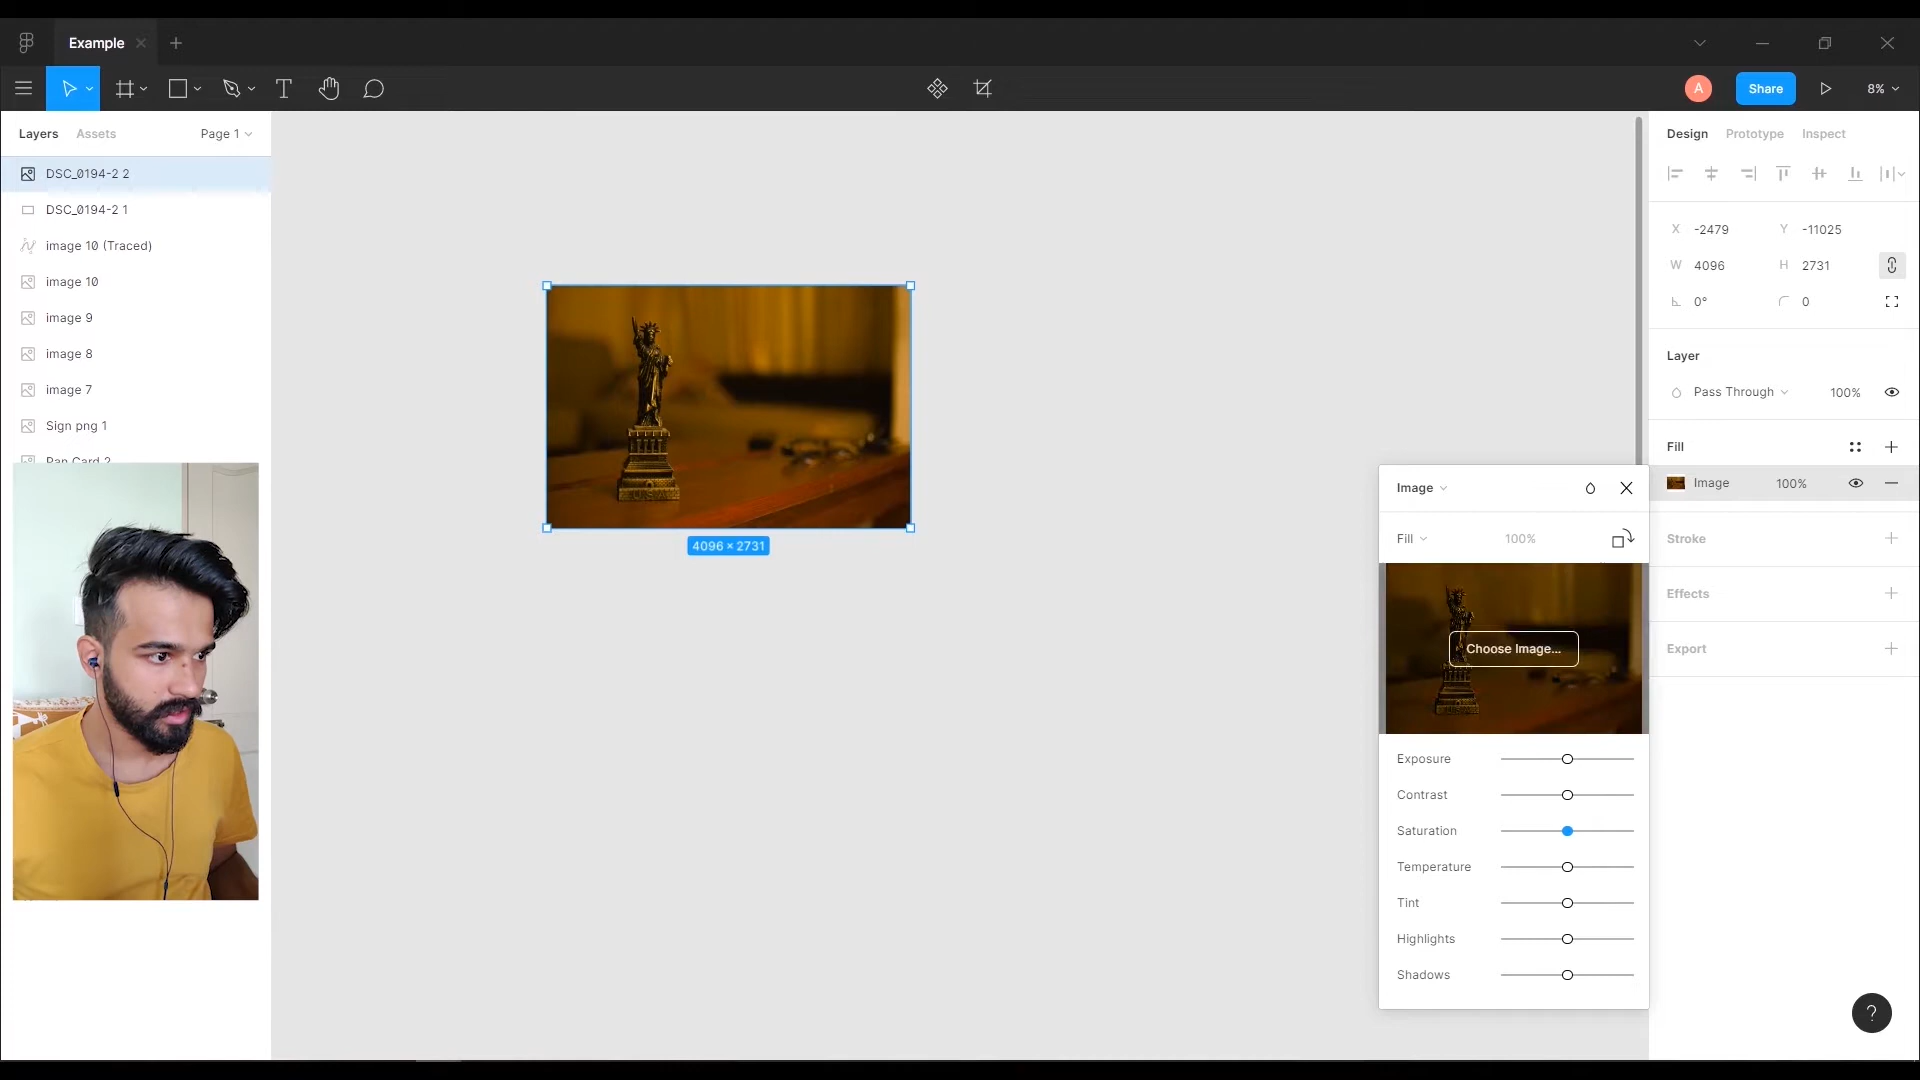 Example
Share
8%
Layers
Assets
Page 1
DSC_0194-2 2
DSC_0194-2 1
image 10 (Traced)
image 10
image 9
image 8
image 7
Sign png 1
Pan Card 2
4096 × 2731
A
Design
Prototype
Inspect
X
-2479
Y
-11025
W
4096
H
2731
0°
0
Layer
Pass Through
100%
Fill
Image
100%
Stroke
Effects
Export
Image
Fill
100%
Choose Image...
Exposure
Contrast
Saturation
Temperature
Tint
Highlights
Shadows
U.S.A
?